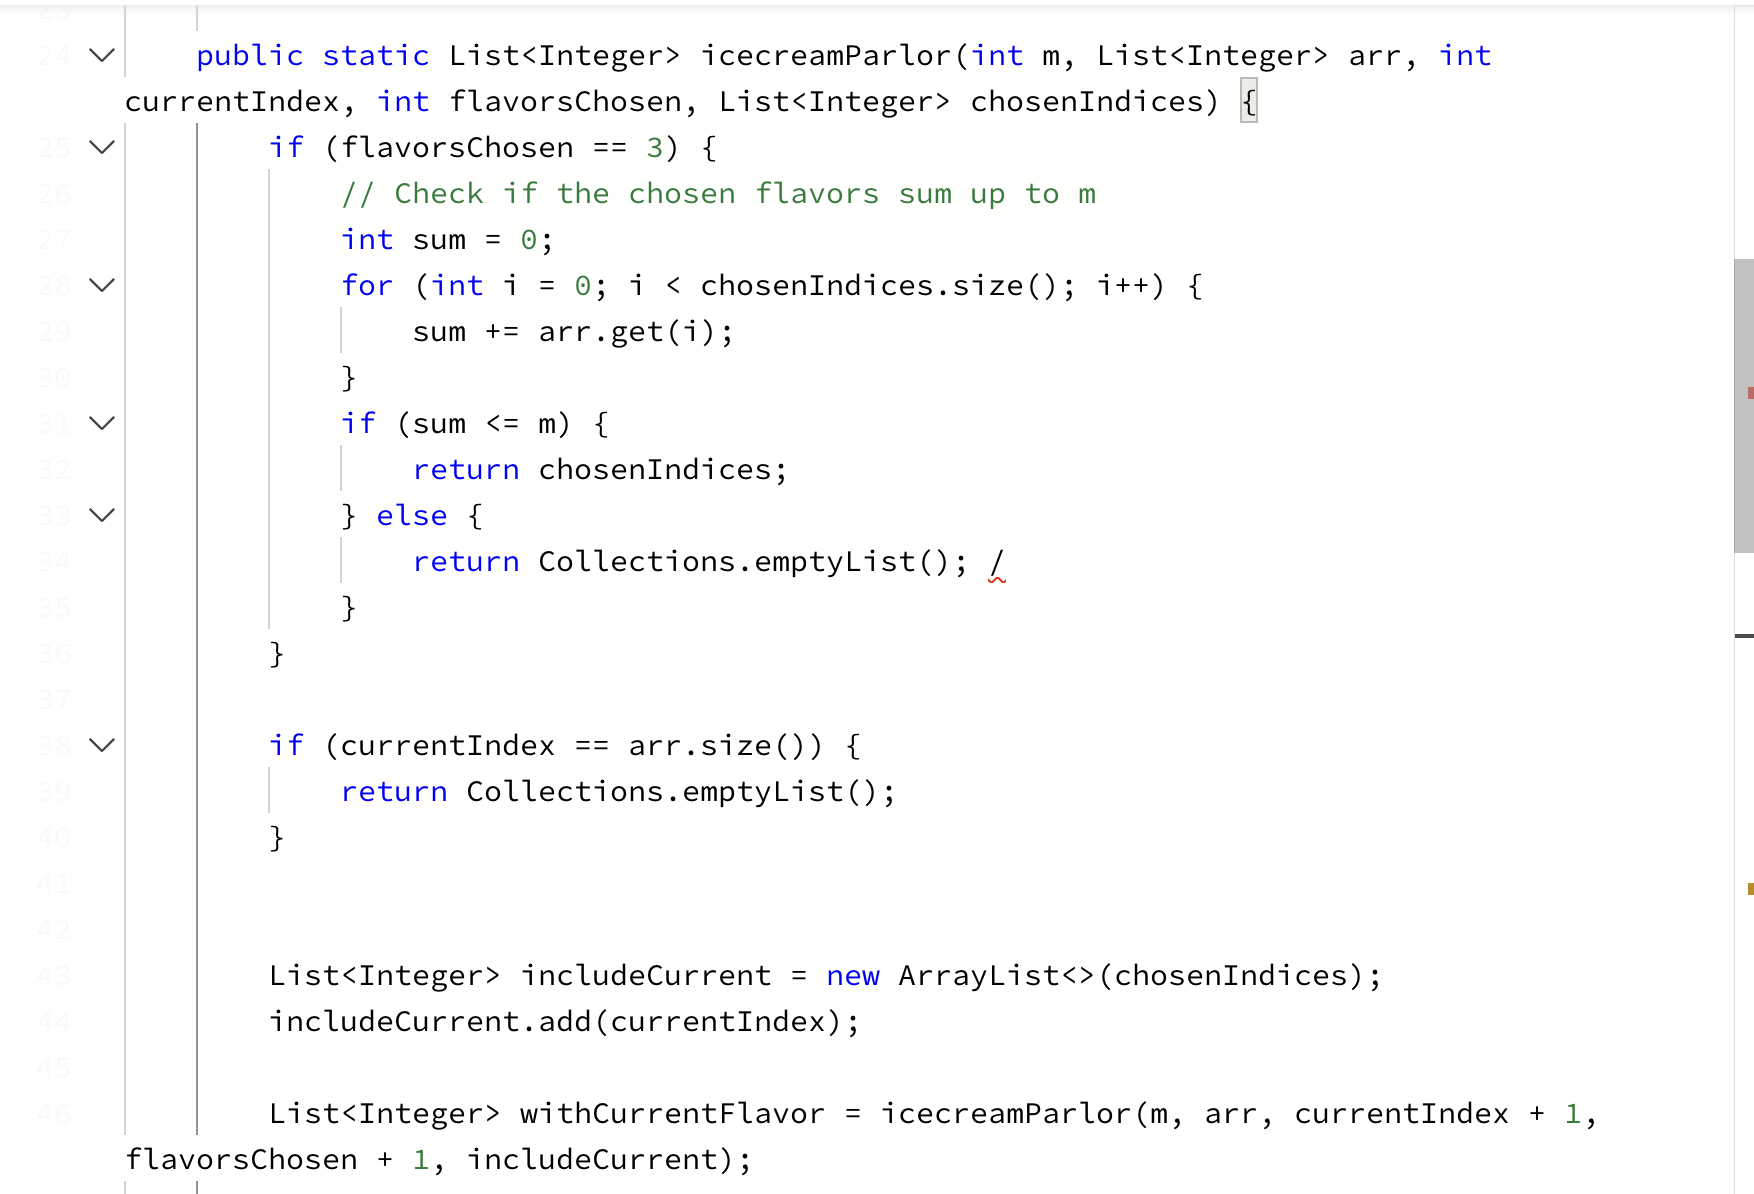 23
24 public static List<Integer> icecreamParlor(int m, List<Integer> arr, int
currentIndex, int flavorsChosen, List<Integer> chosenIndices) {
25 if (flavorsChosen == 3) {
26 // Check if the chosen flavors sum up to m
27 int sum = 0;
28 for (int i = 0; i < chosenIndices.size(); i++) {
29 sum += arr.get(i);
30 }
31 if (sum <= m) {
32 return chosenIndices;
33 } else {
34 return Collections.emptyList(); /
35 }
36 }
37
38 if (currentIndex == arr.size()) {
39 return Collections.emptyList();
40 }
41
42
43 List<Integer> includeCurrent = new ArrayList<>(chosenIndices);
44 includeCurrent.add(currentIndex);
45
46 List<Integer> withCurrentFlavor = icecreamParlor(m, arr, currentIndex + 1,
flavorsChosen + 1, includeCurrent);